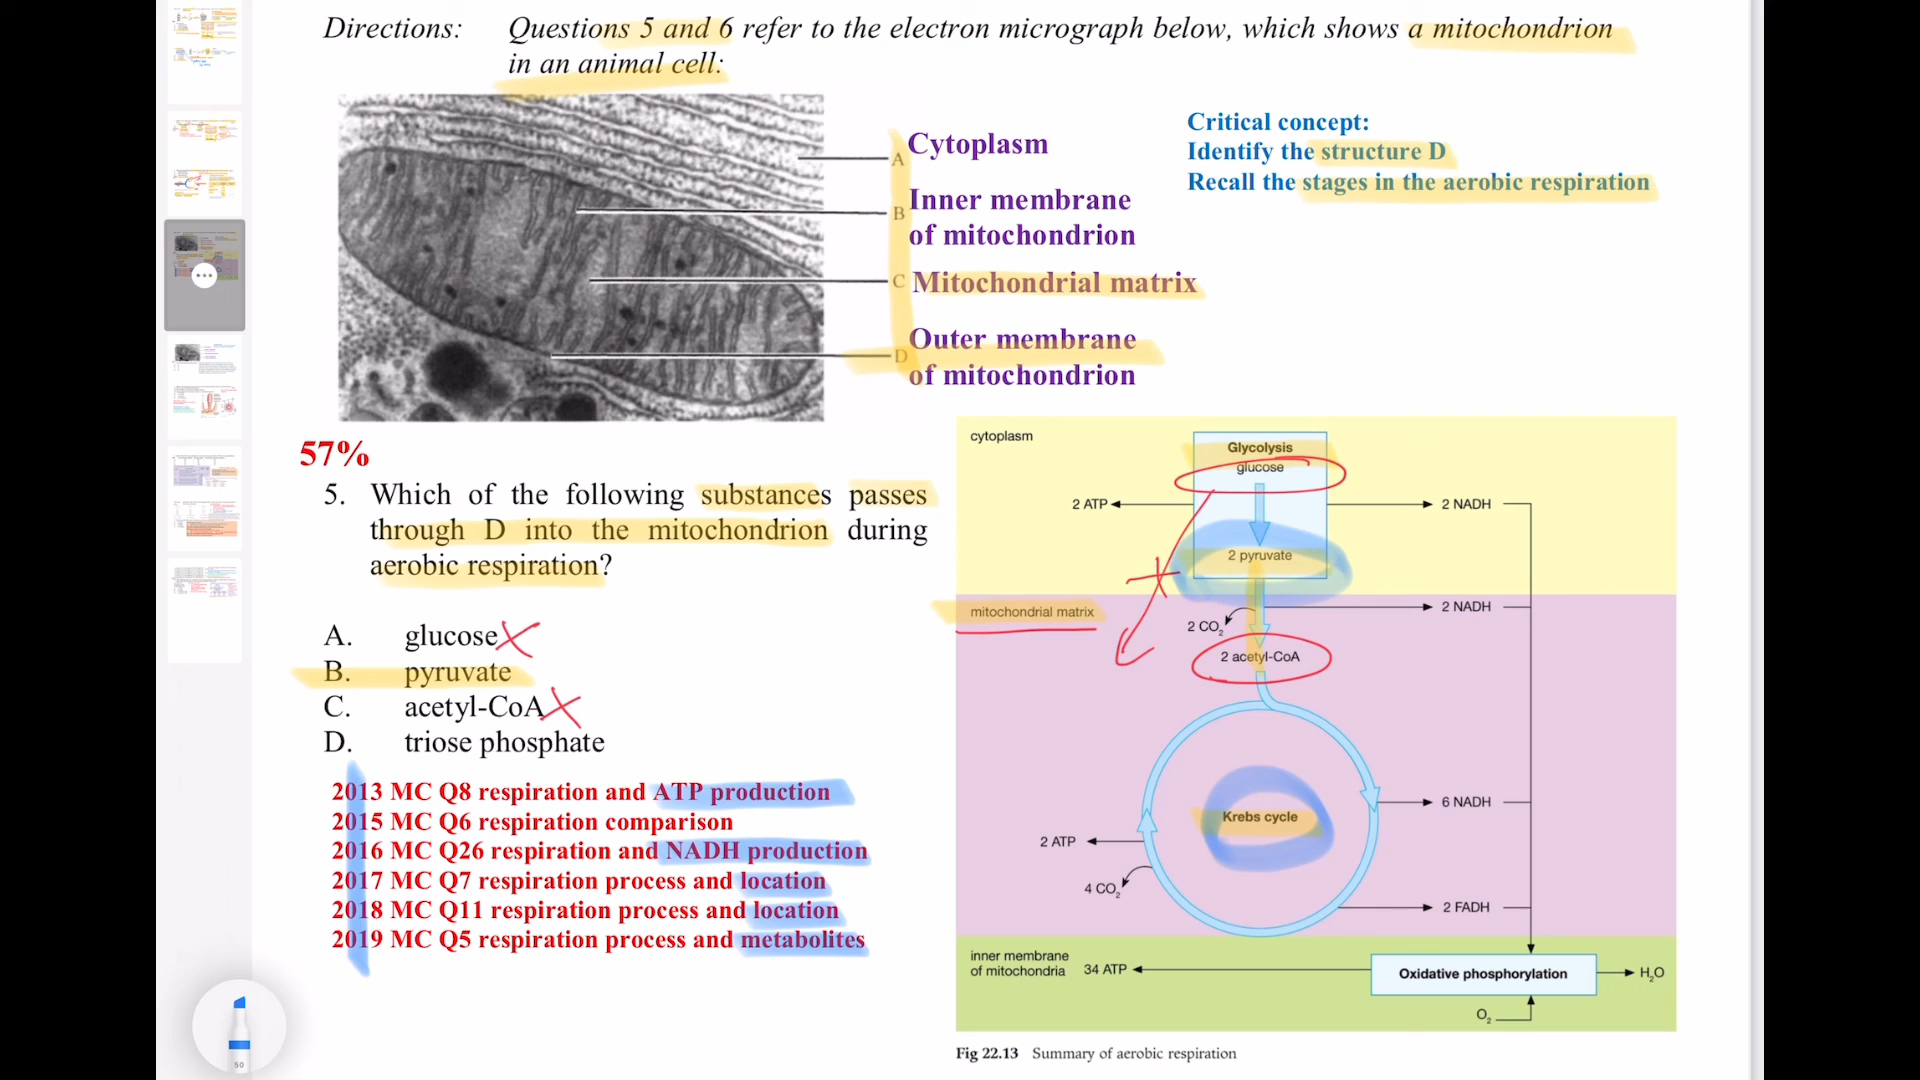 Directions: Questions 5 and 6 refer to the electron micrograph below, which shows a mitochondrion
in an animal cell:
A Cytoplasm
B Inner membrane
of mitochondrion
C Mitochondrial matrix
D Outer membrane
of mitochondrion
Critical concept:
Identify the structure D
Recall the stages in the aerobic respiration
57%
5. Which of the following substances passes
through D into the mitochondrion during
aerobic respiration?
A. glucose
B. pyruvate
C. acetyl-CoA
D. triose phosphate
2013 MC Q8 respiration and ATP production
2015 MC Q6 respiration comparison
2016 MC Q26 respiration and NADH production
2017 MC Q7 respiration process and location
2018 MC Q11 respiration process and location
2019 MC Q5 respiration process and metabolites
cytoplasm
Glycolysis
glucose
2 ATP
2 NADH
2 pyruvate
mitochondrial matrix
2 NADH
2 CO₂
2 acetyl-CoA
Krebs cycle
6 NADH
2 ATP
4 CO₂
2 FADH
inner membrane
of mitochondria
34 ATP
Oxidative phosphorylation
H₂O
O₂
Fig 22.13 Summary of aerobic respiration
50